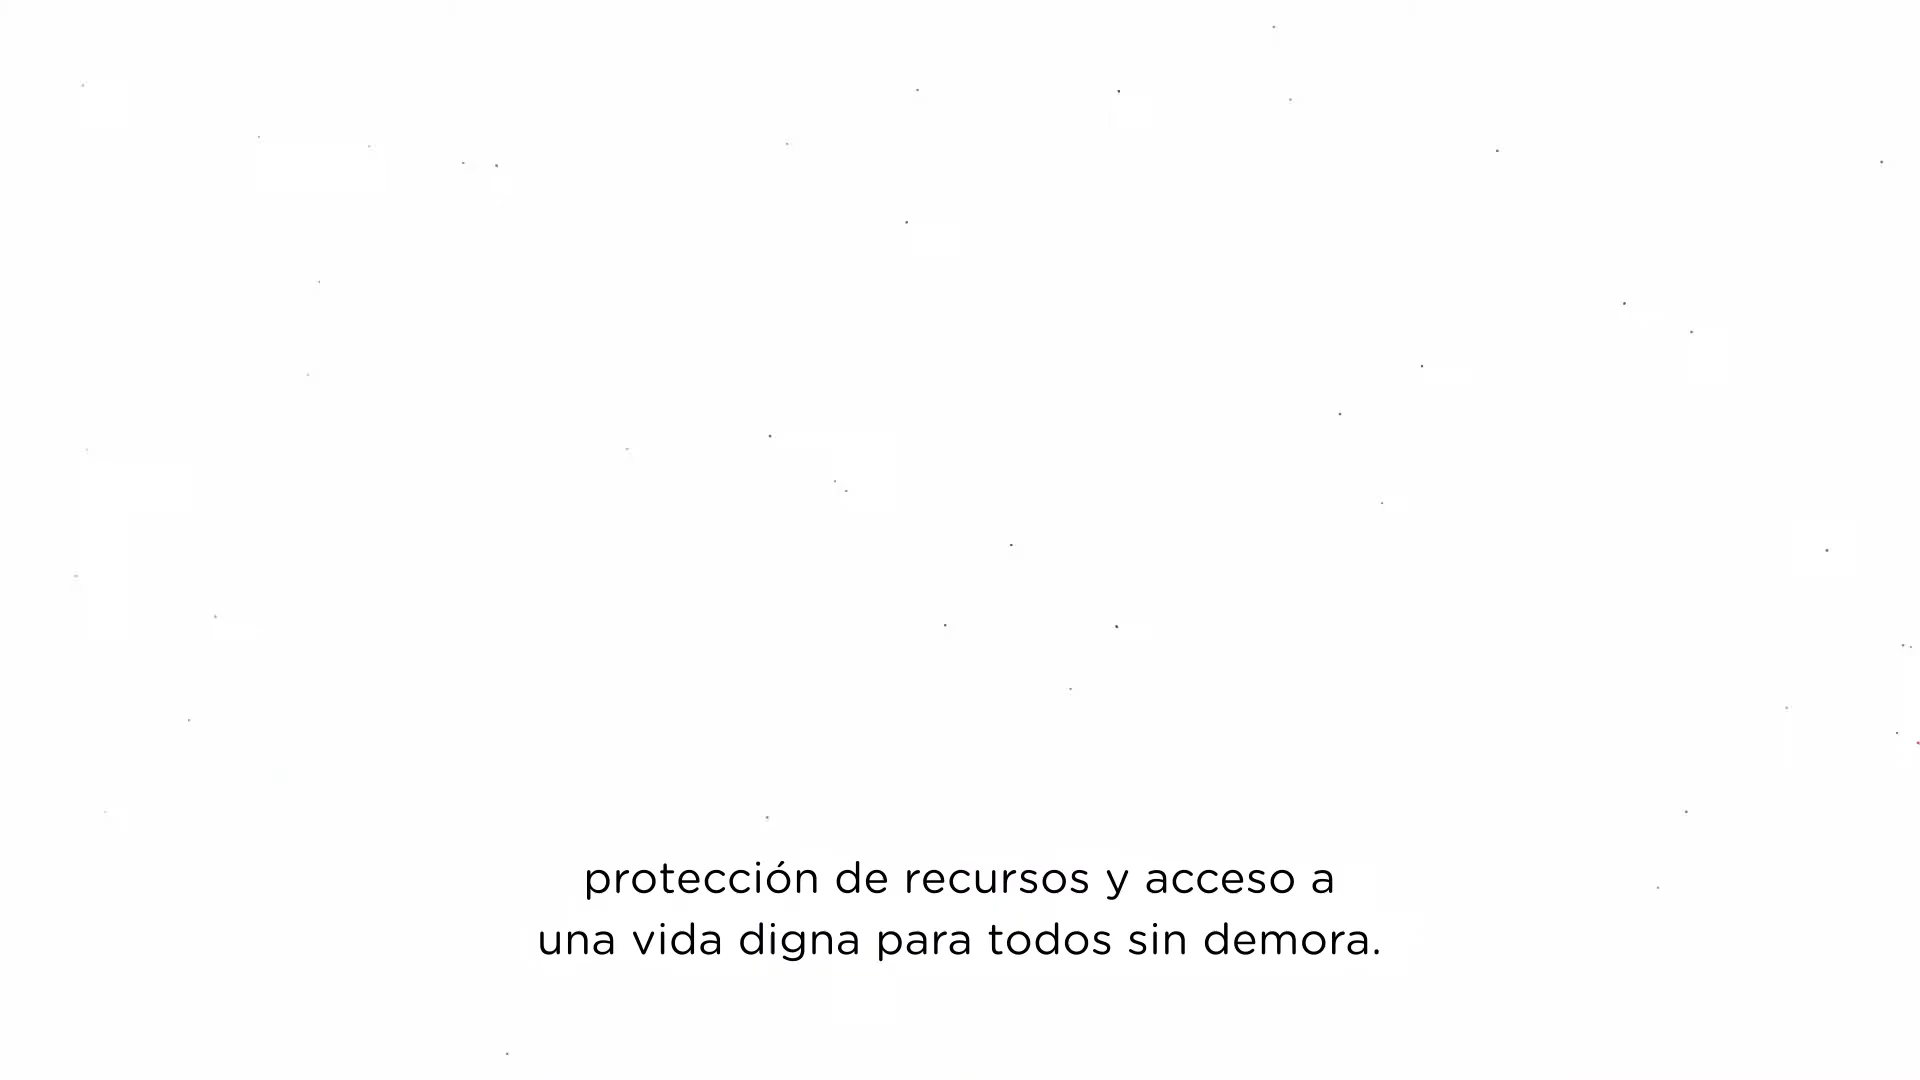 protección de recursos y acceso a
una vida digna para todos sin demora.